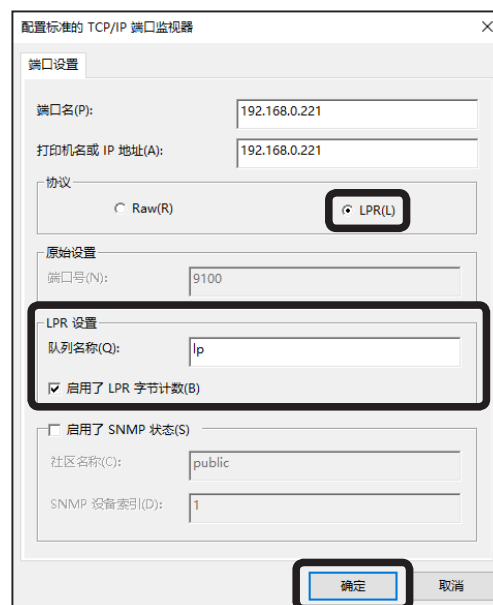 配置标准的 TCP/IP 端口监视器
端口设置
端口名(P): 192.168.0.221
打印机名或 IP 地址(A): 192.168.0.221
协议
Raw(R) LPR(L)
原始设置
端口号(N): 9100
LPR 设置
队列名称(Q): lp
启用了 LPR 字节计数(B)
启用了 SNMP 状态(S)
社区名称(C): public
SNMP 设备索引(D): 1
确定 取消